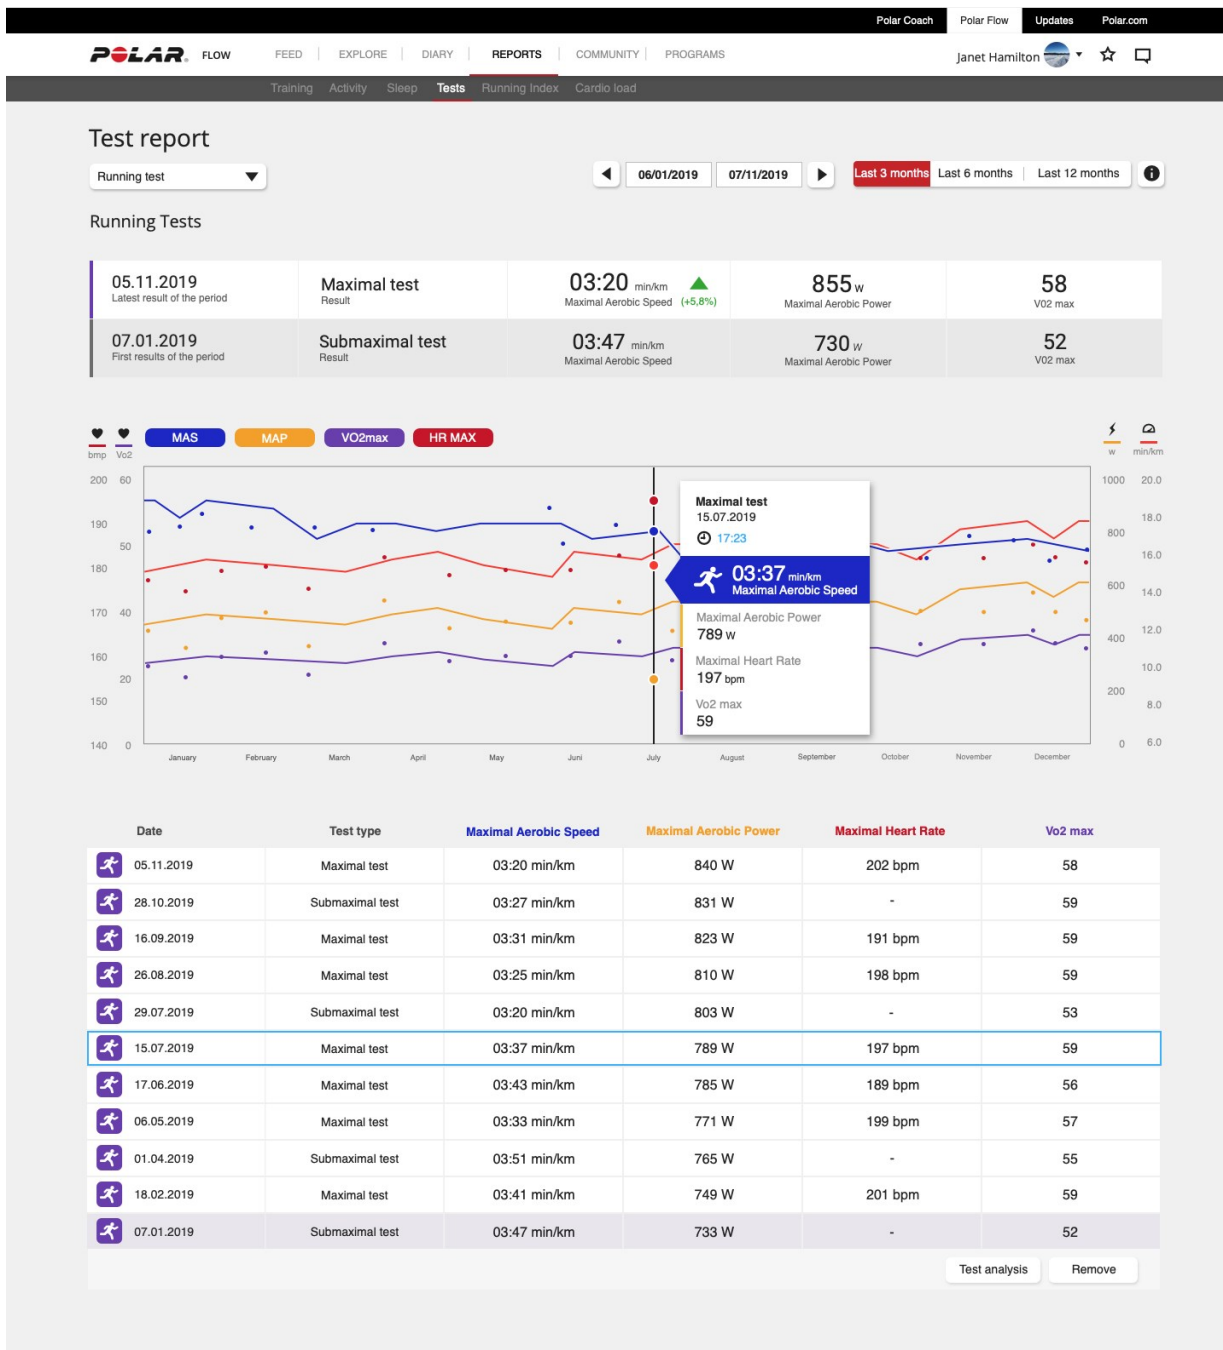 Polar Coach Polar Flow Updates Polar.com
POLAR. FLOW FEED EXPLORE DIARY REPORTS COMMUNITY PROGRAMS Janet Hamilton
Training Activity Sleep Tests Running Index Cardio load
Test report
Running test 06/01/2019 07/11/2019 Last 3 months Last 6 months Last 12 months
Running Tests
05.11.2019 Maximal test 03:20 min/km 855 w 58
Latest result of the period Result Maximal Aerobic Speed (+5,8%) Maximal Aerobic Power V02 max
07.01.2019 Submaximal test 03:47 min/km 730 w 52
First results of the period Result Maximal Aerobic Speed Maximal Aerobic Power V02 max
MAS MAP VO2max HR MAX
bmp Vo2 w min/km
200 60 1000 20.0
190 18.0
50 800
180 16.0
600 14.0
170 40
12.0
400
160 10.0
20
200
150 8.0
140 0 0 6.0
Maximal test
15.07.2019
17:23
03:37 min/km
Maximal Aerobic Speed
Maximal Aerobic Power
789 w
Maximal Heart Rate
197 bpm
Vo2 max
59
January February March April May Juni July August September October November December
Date Test type Maximal Aerobic Speed Maximal Aerobic Power Maximal Heart Rate Vo2 max
05.11.2019 Maximal test 03:20 min/km 840 W 202 bpm 58
28.10.2019 Submaximal test 03:27 min/km 831 W - 59
16.09.2019 Maximal test 03:31 min/km 823 W 191 bpm 59
26.08.2019 Maximal test 03:25 min/km 810 W 198 bpm 59
29.07.2019 Submaximal test 03:20 min/km 803 W - 53
15.07.2019 Maximal test 03:37 min/km 789 W 197 bpm 59
17.06.2019 Maximal test 03:43 min/km 785 W 189 bpm 56
06.05.2019 Maximal test 03:33 min/km 771 W 199 bpm 57
01.04.2019 Submaximal test 03:51 min/km 765 W - 55
18.02.2019 Maximal test 03:41 min/km 749 W 201 bpm 59
07.01.2019 Submaximal test 03:47 min/km 733 W - 52
Test analysis Remove